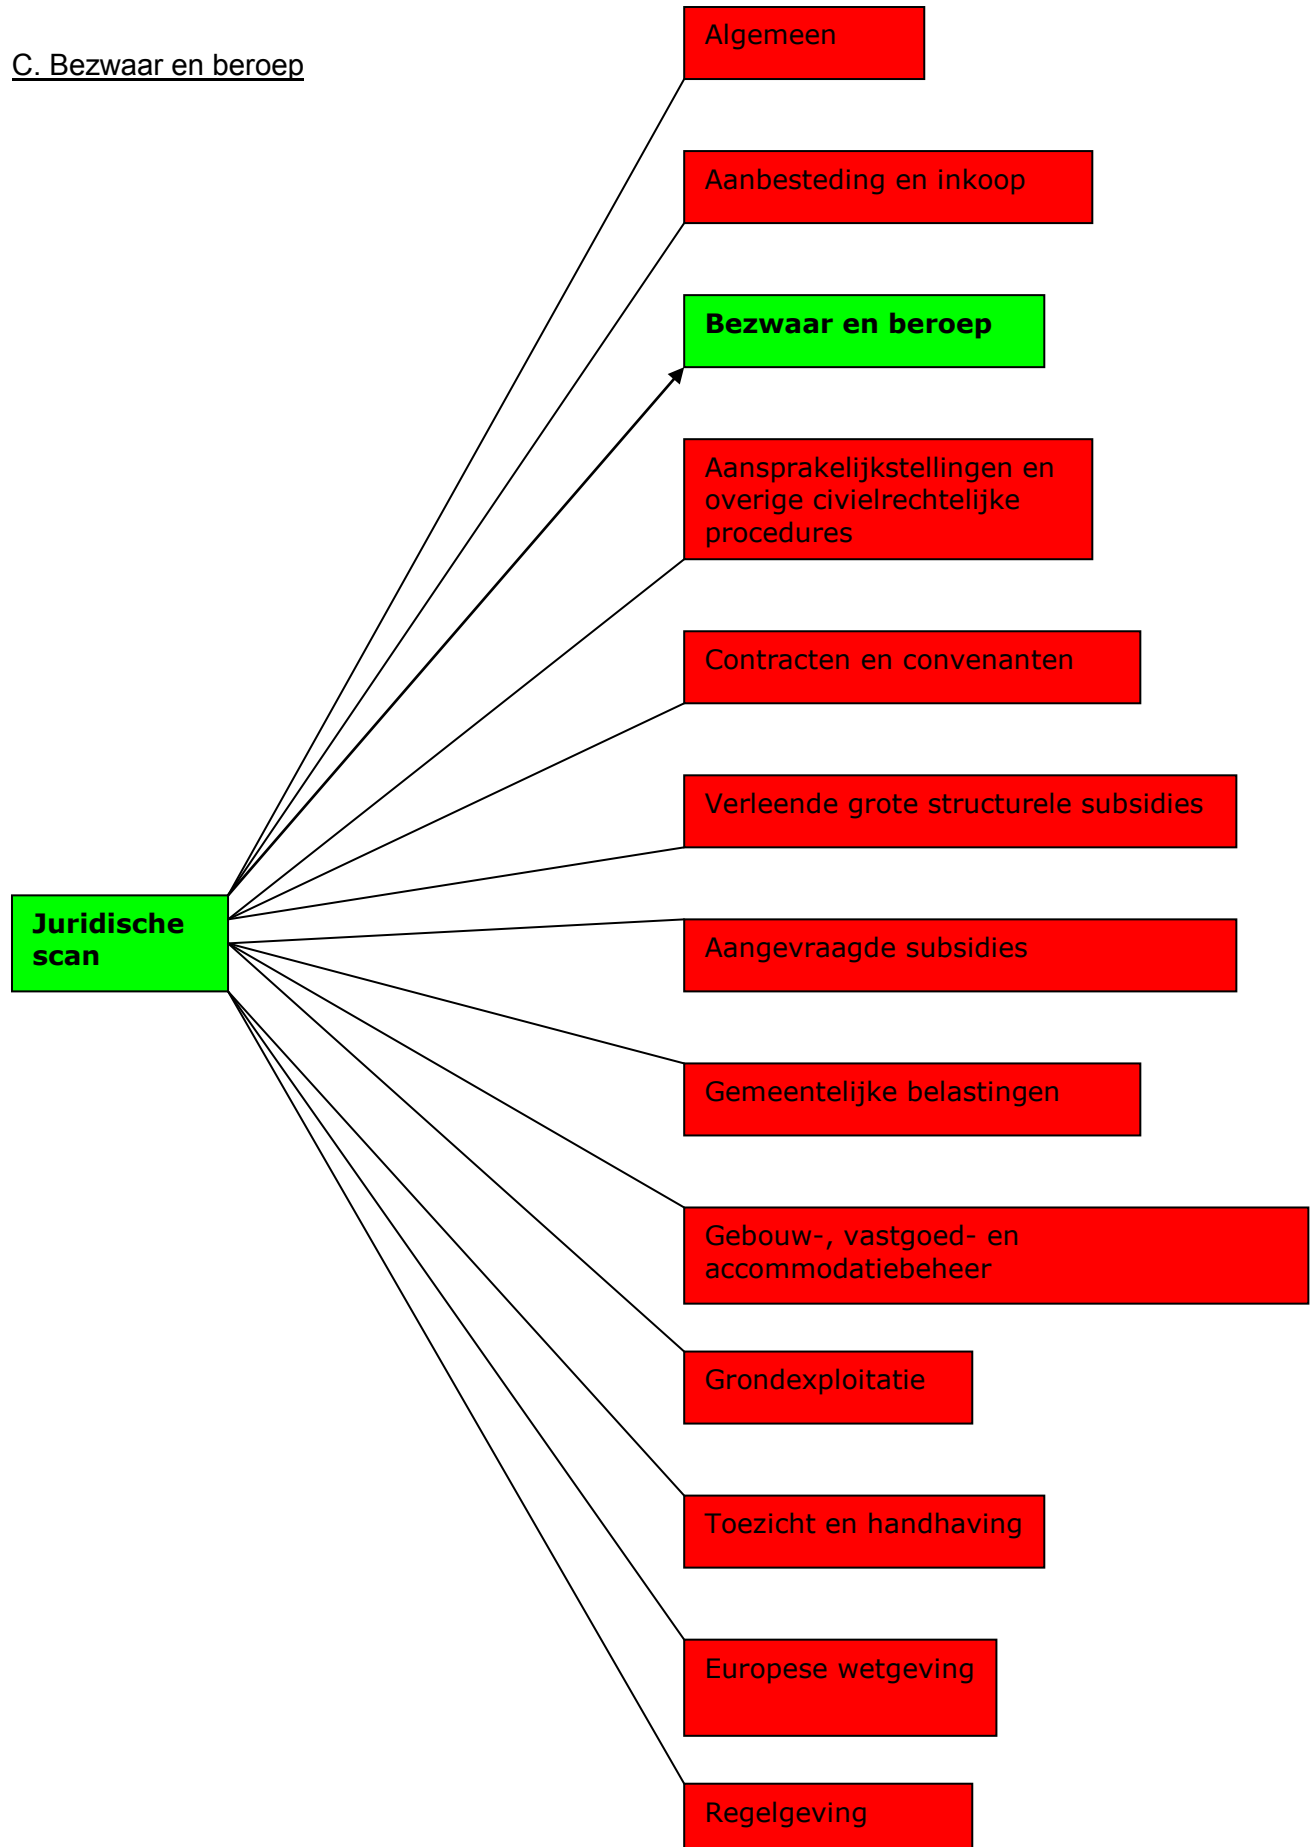 C. Bezwaar en beroep
Algemeen
Aanbesteding en inkoop
Bezwaar en beroep
Aansprakelijkstellingen en
overige civielrechtelijke
procedures
Contracten en convenanten
Verleende grote structurele subsidies
Juridische
scan
Aangevraagde subsidies
Gemeentelijke belastingen
Gebouw-, vastgoed- en
accommodatiebeheer
Grondexploitatie
Toezicht en handhaving
Europese wetgeving
Regelgeving